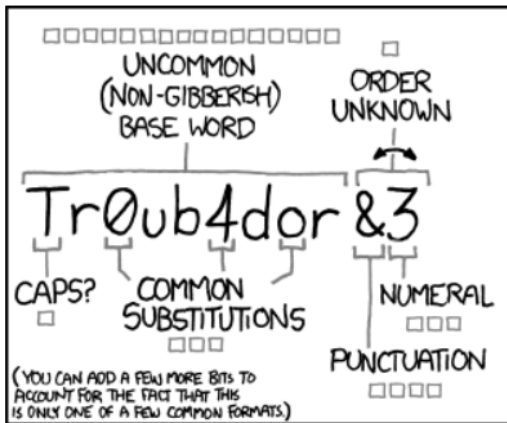 UNCOMMON
(NON-GIBBERISH)
BASE WORD
ORDER
UNKNOWN
Tr0ub4dor &3
CAPS?
COMMON
SUBSTITUTIONS
NUMERAL
PUNCTUATION
(YOU CAN ADD A FEW MORE BITS TO
ACCOUNT FOR THE FACT THAT THIS
IS ONLY ONE OF A FEW COMMON FORMATS.)